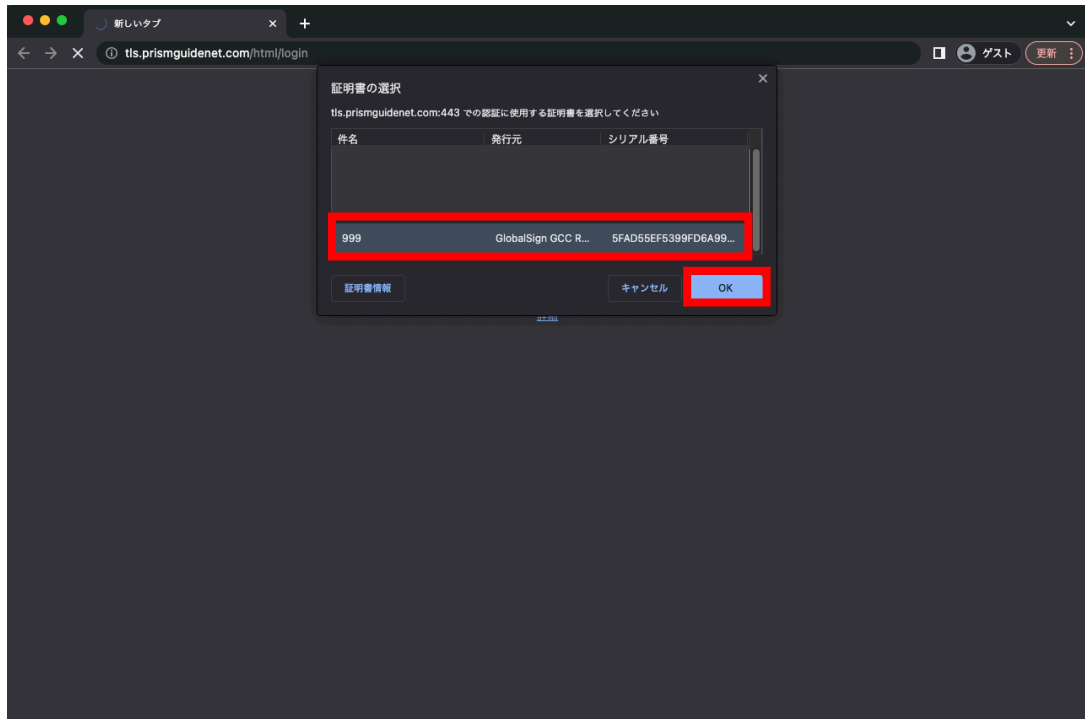 新しいタブ
tls.prismguidenet.com/html/login
ゲスト
更新
証明書の選択
tls.prismguidenet.com:443 での認証に使用する証明書を選択してください
件名 発行元 シリアル番号
999 GlobalSign GCC R... 5FAD55EF5399FD6A99...
証明書情報 キャンセル OK